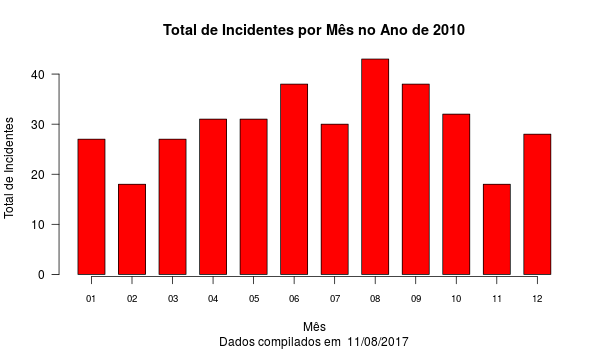 Total de Incidentes por Mês no Ano de 2010
Total de Incidentes
40
30
20
10
0
01 02 03 04 05 06 07 08 09 10 11 12
Mês
Dados compilados em  11/08/2017